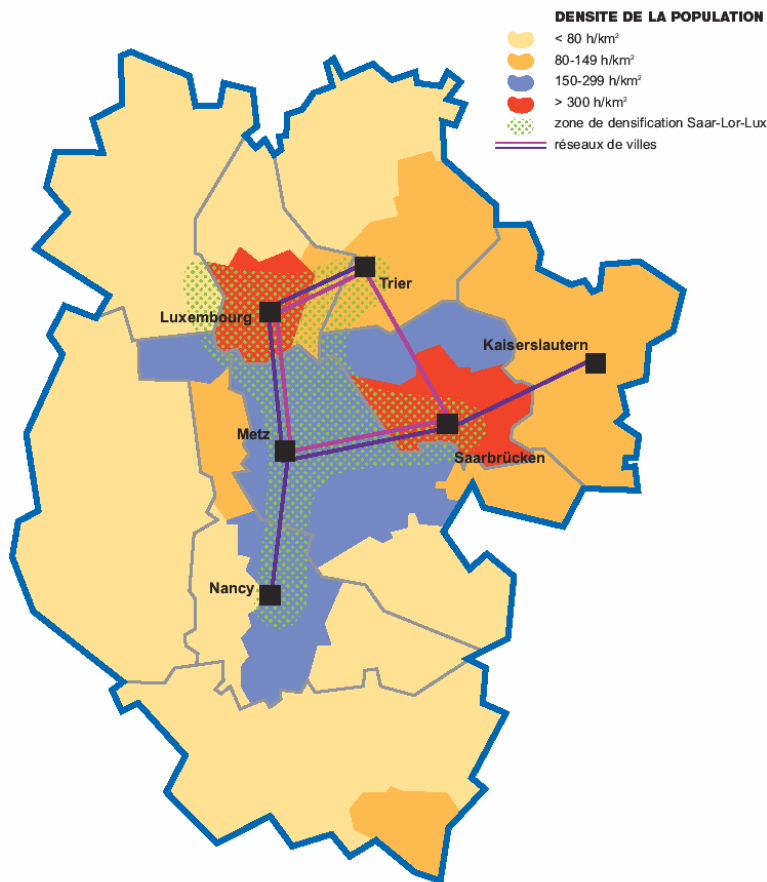 DENSITE DE LA POPULATION
< 80 h/km²
80-149 h/km²
150-299 h/km²
> 300 h/km²
zone de densification Saar-Lor-Lux
réseaux de villes
Trier
Luxembourg
Kaiserslautern
Metz
Saarbrücken
Nancy